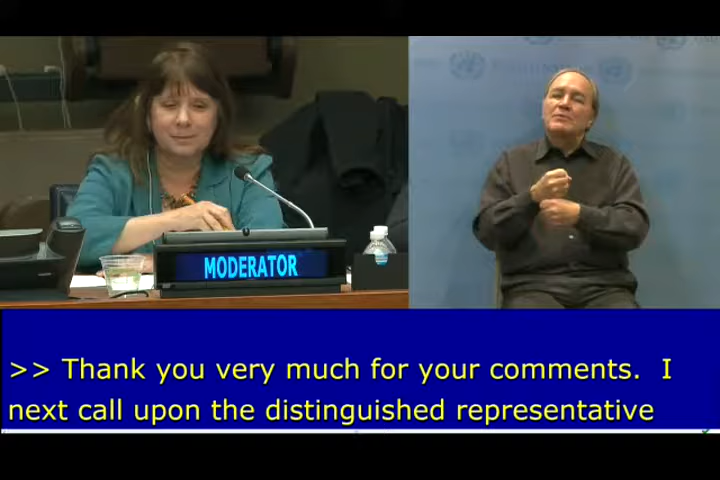 MODERATOR
>> Thank you very much for your comments.  I
next call upon the distinguished representative